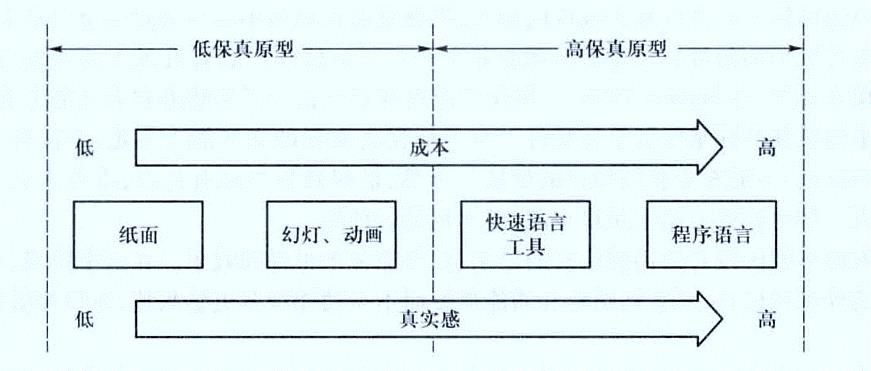 低保真原型 高保真原型
低 成本 高
纸面 幻灯、动画 快速语言 程序语言
工具
低 真实感 高